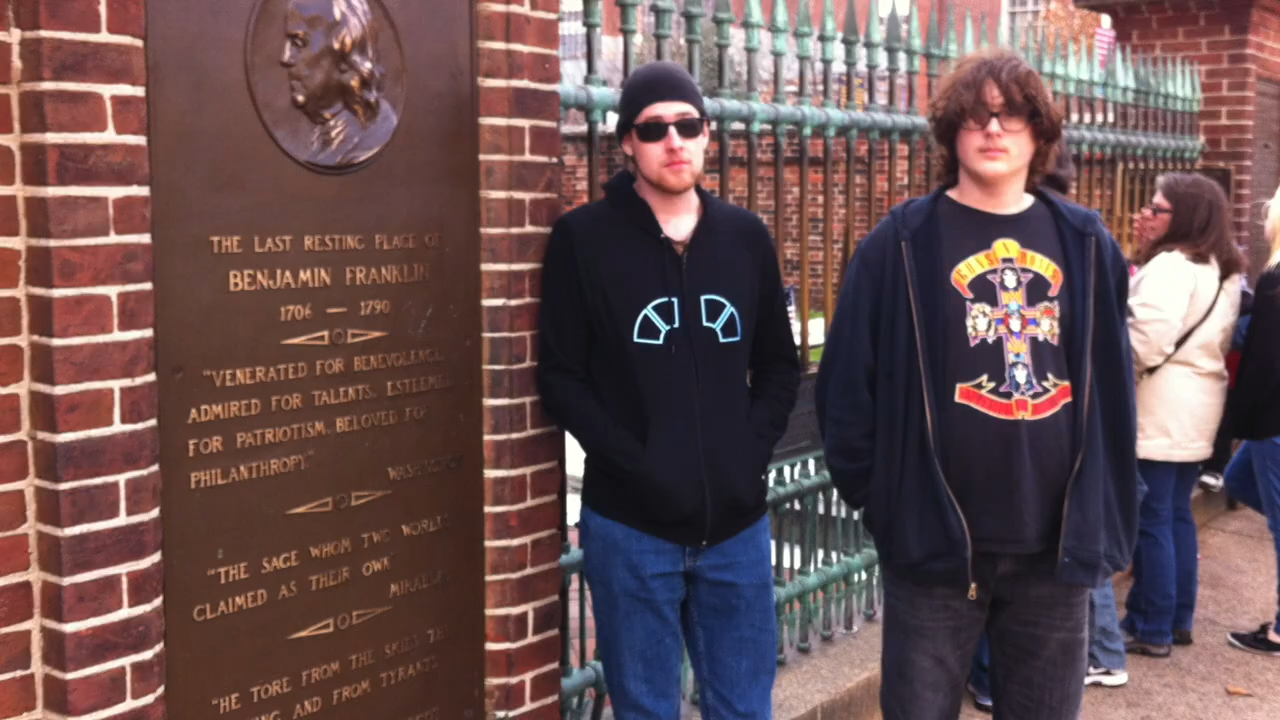 THE LAST RESTING PLACE OF
BENJAMIN FRANKLIN
1706 — 1790
"VENERATED FOR BENEVOLENCE,
ADMIRED FOR TALENTS, ESTEEMED
FOR PATRIOTISM, BELOVED FOR
PHILANTHROPY."
WASHINGTON
"THE SAGE WHOM TWO WORLDS
CLAIMED AS THEIR OWN"
MIRABEAU
"HE TORE FROM THE SKIES THE
AND FROM TYRANTS
GUNS N' ROSES